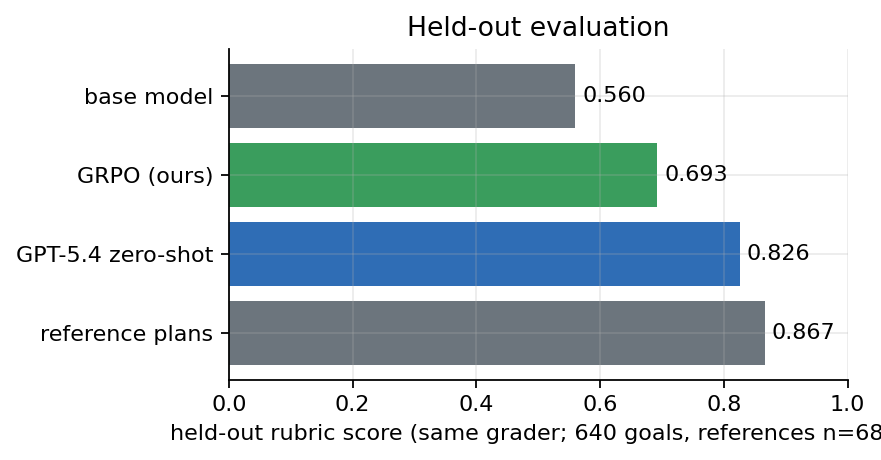 Held-out evaluation
base model
0.560
GRPO (ours)
0.693
GPT-5.4 zero-shot
0.826
reference plans
0.867
0.0 0.2 0.4 0.6 0.8 1.0
held-out rubric score (same grader; 640 goals, references n=68